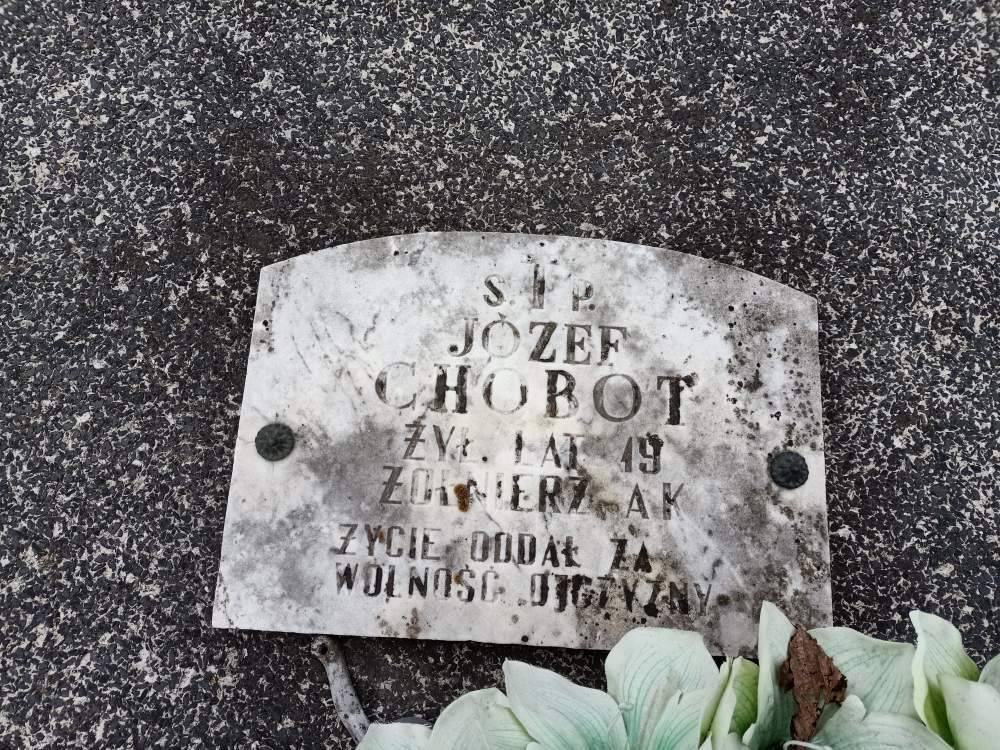 Ś. P.
JÓZEF
CHOBOT
ŻYŁ LAT 19
ŻOŁNIERZ AK
ŻYCIE ODDAŁ ZA
WOLNOŚĆ OJCZYZNY